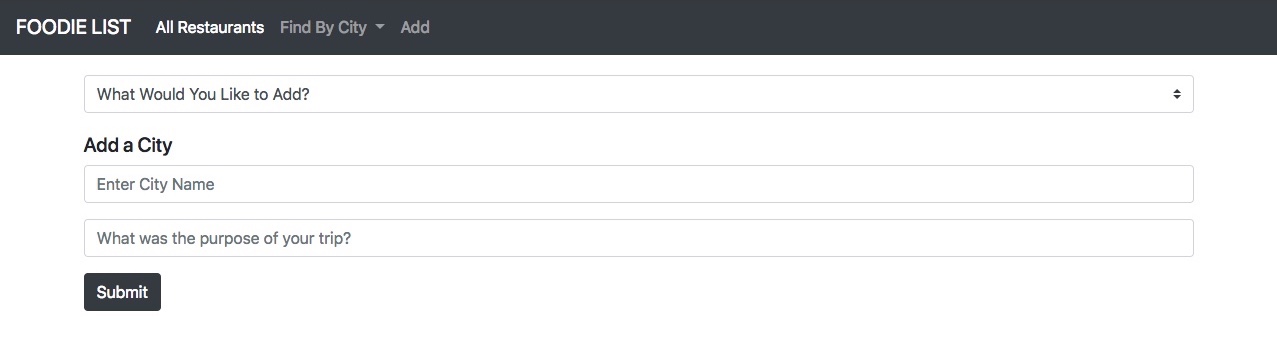 FOODIE LIST All Restaurants Find By City Add
What Would You Like to Add?
Add a City
Enter City Name
What was the purpose of your trip?
Submit